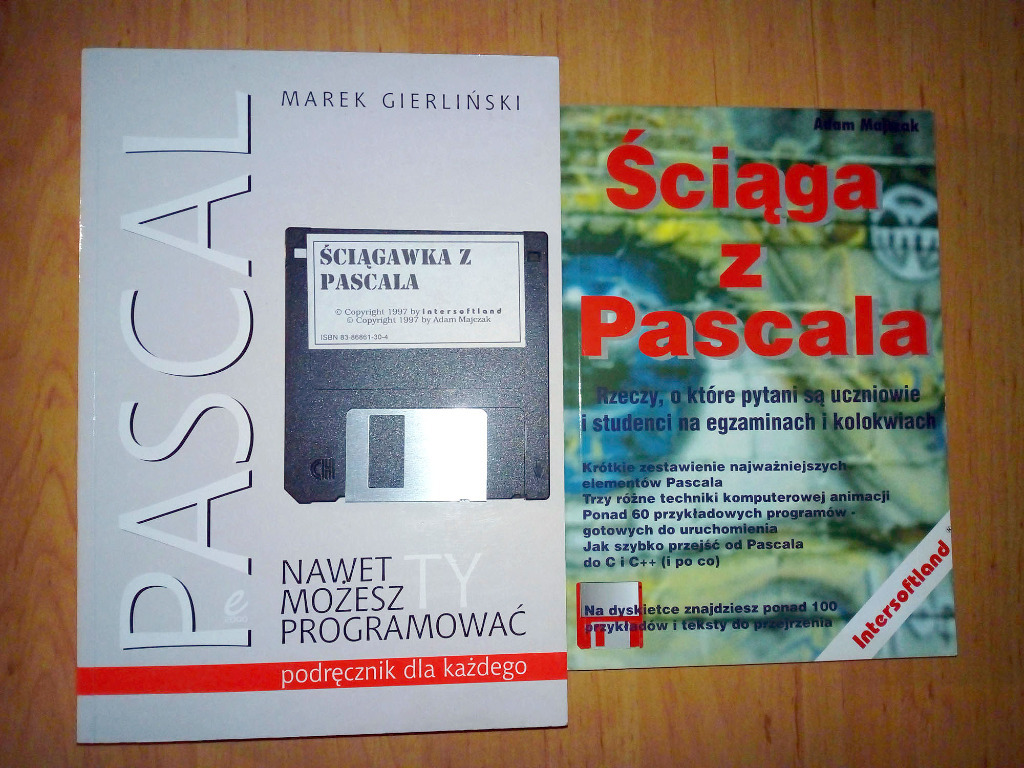 PASCAL
MAREK GIERLIŃSKI
ŚCIĄGAWKA Z
PASCALA
© Copyright 1997 by intersoftland
© Copyright 1997 by Adam Majczak
ISBN 83-86861-30-4
NAWET TY
MOŻESZ
PROGRAMOWAĆ
podręcznik dla każdego
Adam Majczak
Ściąga
z
Pascala
Rzeczy, o które pytani są uczniowie
i studenci na egzaminach i kolokwiach
Krótkie zestawienie najważniejszych
elementów Pascala
Trzy różne techniki komputerowej animacji
Ponad 60 przykładowych programów -
gotowych do uruchomienia
Jak szybko przejść od Pascala
do C i C++ (i po co)
Na dyskietce znajdziesz ponad 100
przykładów i teksty do przejrzenia
Intersoftland